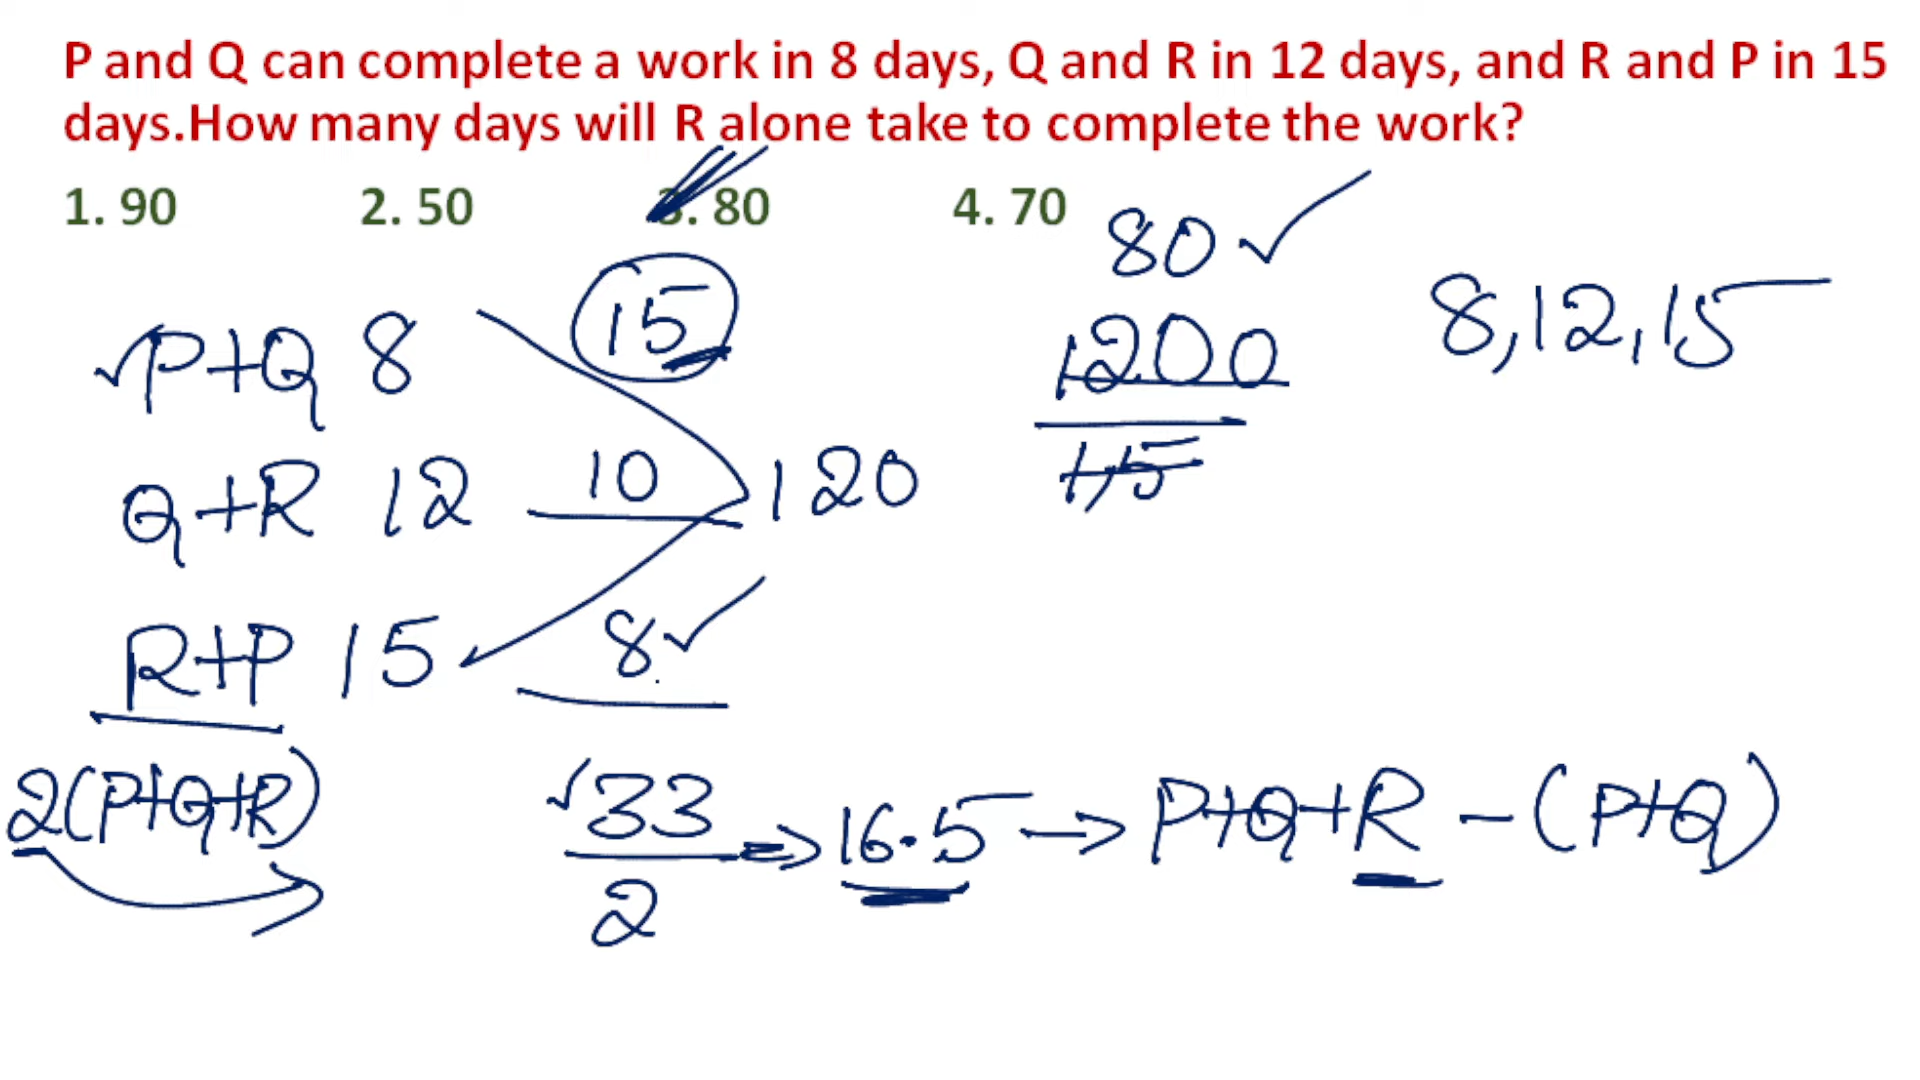 P and Q can complete a work in 8 days, Q and R in 12 days, and R and P in 15
days.How many days will R alone take to complete the work?
1. 90 2. 50 3. 80 4. 70
80
15 1200 8,12,15
P+Q 8
15
Q+R 12 10 120
R+P 15 8
2(P+Q+R) 33 16.5 → P+Q+R - (P+Q)
2